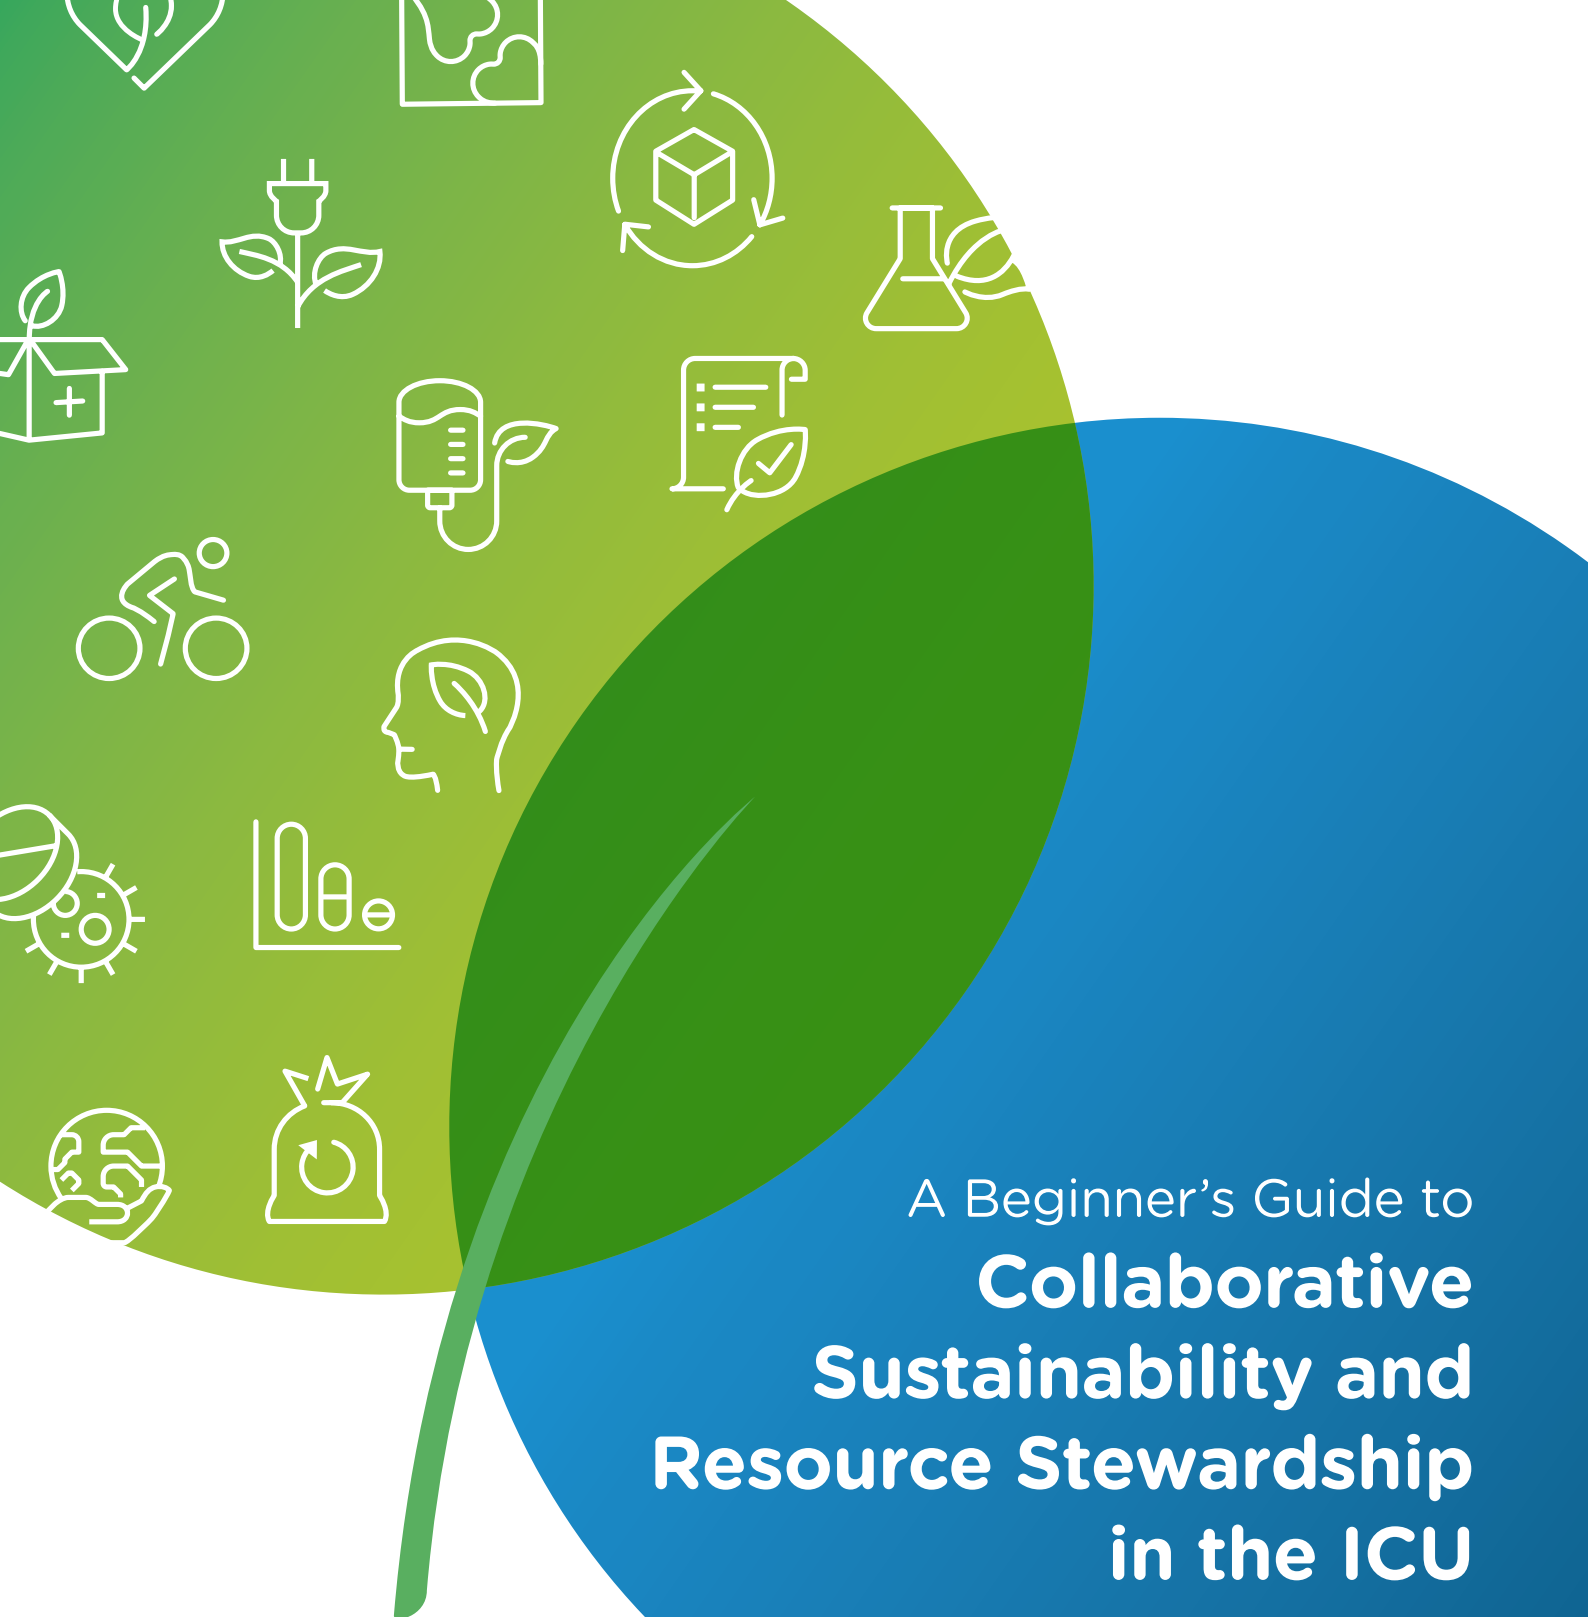 A Beginner’s Guide to
Collaborative
Sustainability and
Resource Stewardship
in the ICU